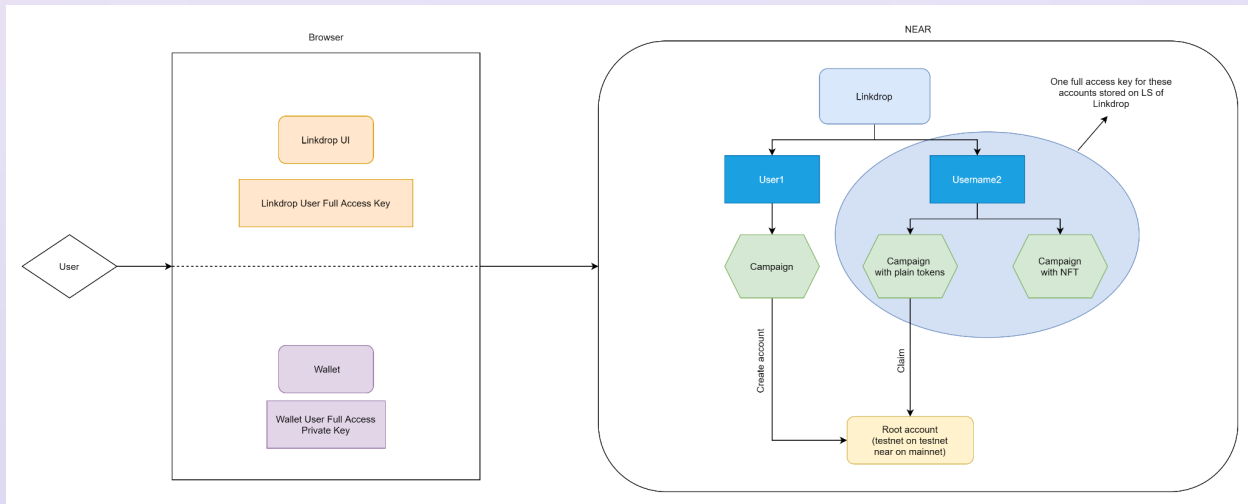 Browser
NEAR
Linkdrop UI
Linkdrop User Full Access Key
User
Wallet
Wallet User Full Access
Private Key
Linkdrop
One full access key for these
accounts stored on LS of
Linkdrop
User1
Username2
Campaign
Campaign
with plain tokens
Campaign
with NFT
Create account
Claim
Root account
(testnet on testnet
near on mainnet)